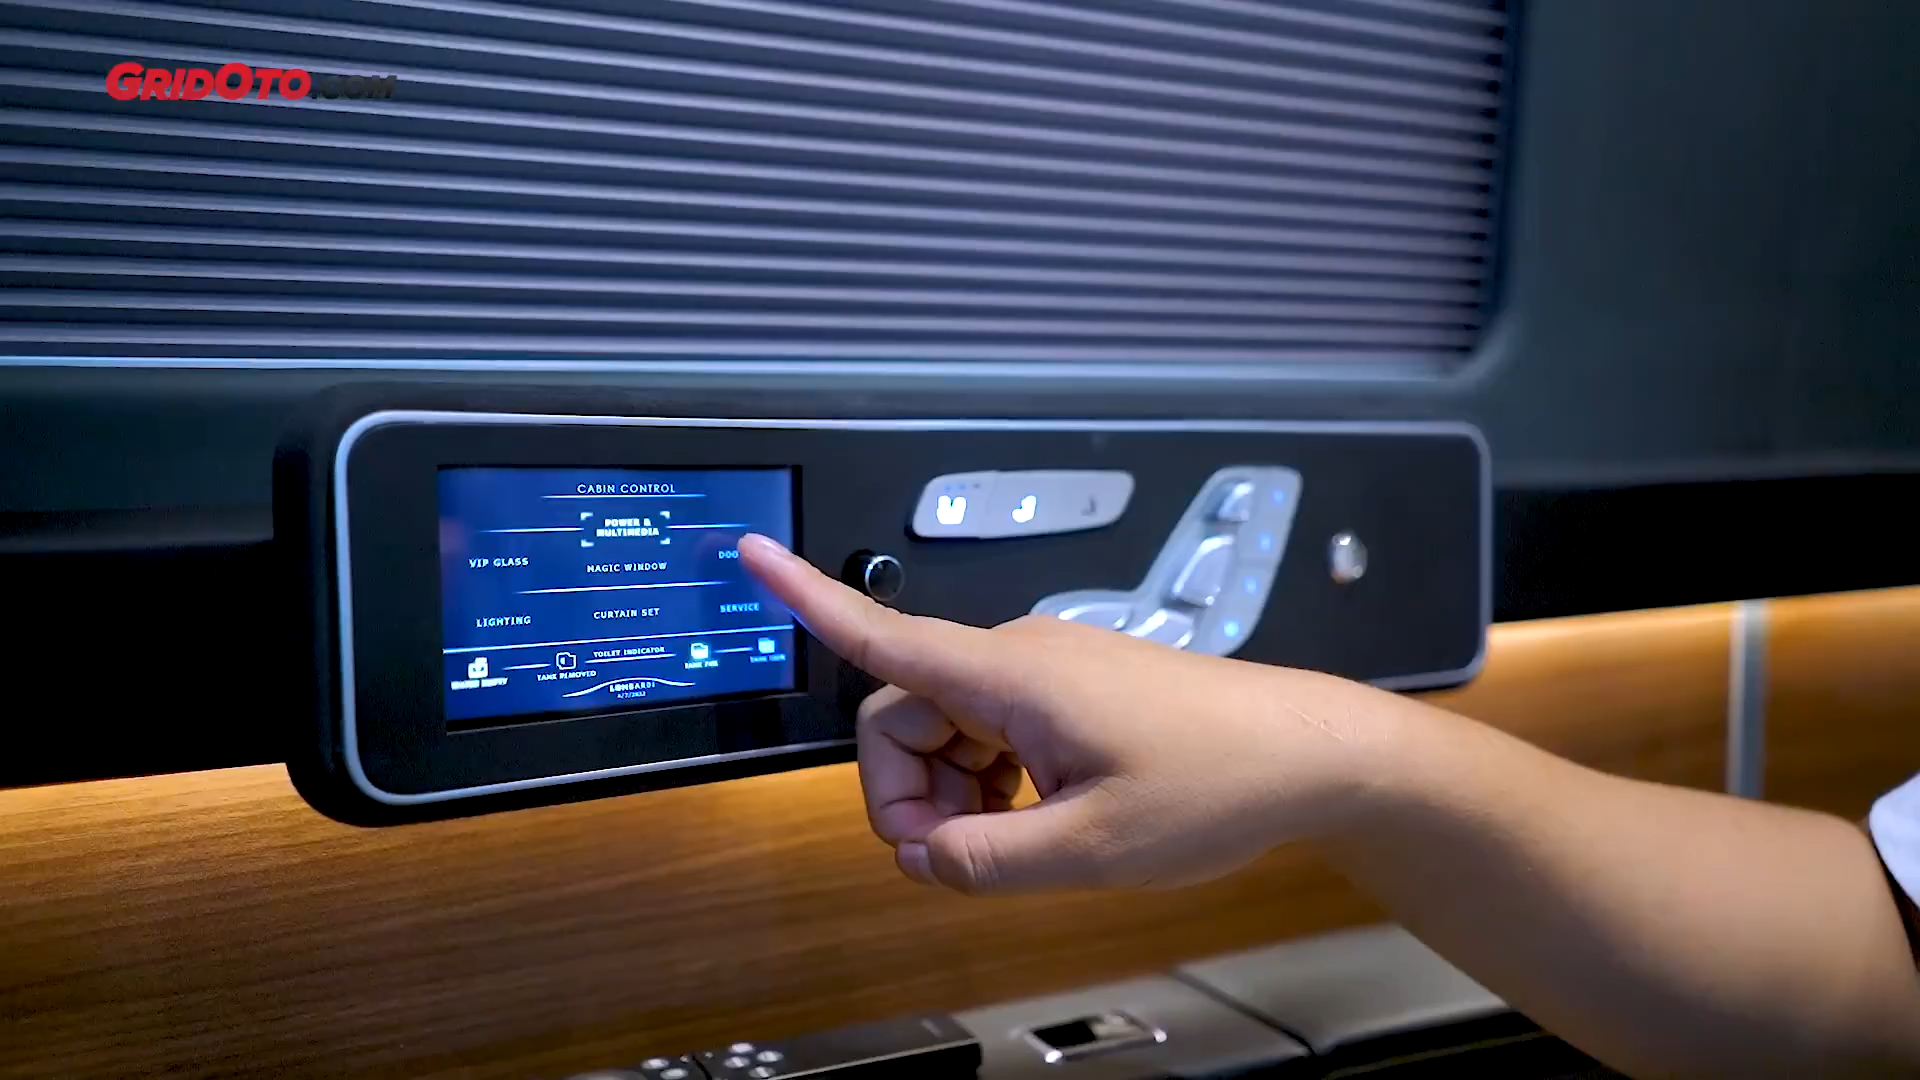 GRIDOTO.COM
CABIN CONTROL
POWER &
MULTIMEDIA
VIP GLASS
MAGIC WINDOW
LIGHTING
CURTAIN SET
SERVICE
TOILET INDICATOR
TANK REMOVED
LOMBARDI